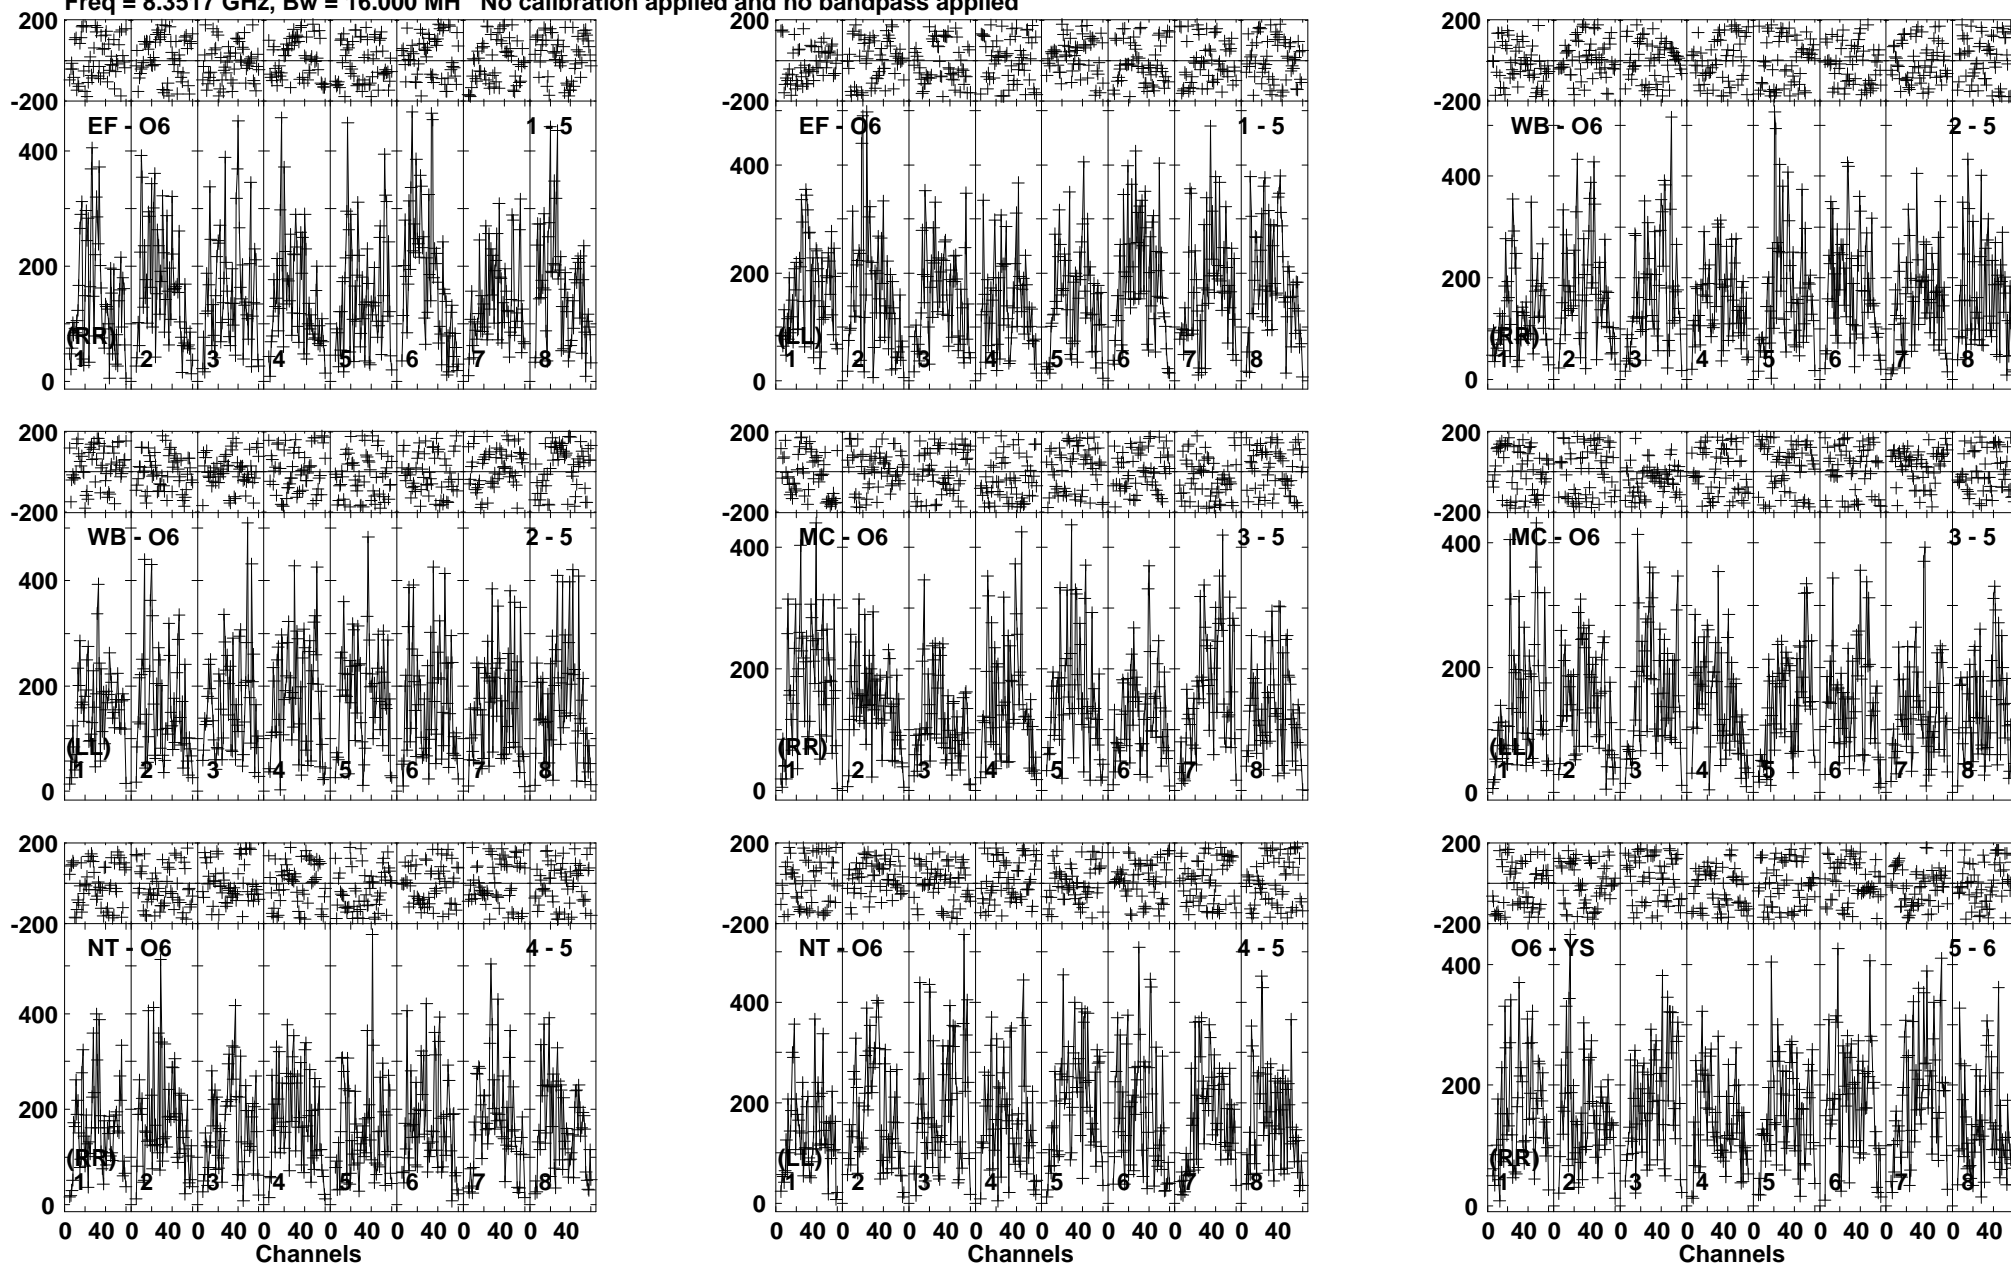 Freq = 8.3517 GHz, Bw = 16.000 MH No calibration applied and no bandpass applied
200 200 200
-200 -200 -200
EF - O6 1 - 5 EF - O6 1 - 5 WB - O6 2 - 5
400 400 400
200 200 200
(RR) (LL) (RR)
1 2 3 4 5 6 7 8 1 2 3 4 5 6 7 8 1 2 3 4 5 6 7 8
0 0 0
200 200 200
-200 -200 -200
WB - O6 2 - 5 MC - O6 3 - 5 MC - O6 3 - 5
400 400 400
200 200 200
(LL) (RR) (LL)
1 2 3 4 5 6 7 8 1 2 3 4 5 6 7 8 1 2 3 4 5 6 7 8
0 0 0
200 200 200
-200 -200 -200
NT - O6 4 - 5 NT - O6 4 - 5 O6 - YS 5 - 6
400 400 400
200 200 200
(RR) (LL) (RR)
1 2 3 4 5 6 7 8 1 2 3 4 5 6 7 8 1 2 3 4 5 6 7 8
0 0 0
0 40 0 40 0 40 0 40 0 40 0 40 0 40 0 40 0 40 0 40 0 40 0 40 0 40 0 40 0 40 0 40 0 40 0 40 0 40 0 40 0 40 0 40 0 40 0 40
Channels Channels Channels